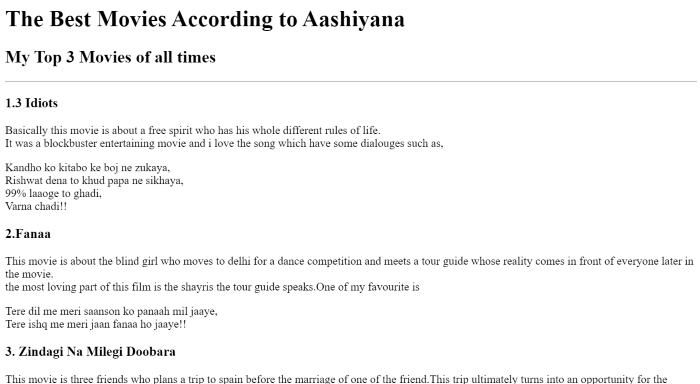 The Best Movies According to Aashiyana
My Top 3 Movies of all times
1.3 Idiots
Basically this movie is about a free spirit who has his whole different rules of life.
It was a blockbuster entertaining movie and i love the song which have some dialouges such as,
Kandho ko kitabo ke boj ne zukaya,
Rishwat dena to khud papa ne sikhaya,
99% laaoge to ghadi,
Varna chadi!!
2.Fanaa
This movie is about the blind girl who moves to delhi for a dance competition and meets a tour guide whose reality comes in front of everyone later in
the movie.
the most loving part of this film is the shayris the tour guide speaks.One of my favourite is
Tere dil me meri saanson ko panaah mil jaaye,
Tere ishq me meri jaan fanaa ho jaaye!!
3. Zindagi Na Milegi Doobara
This movie is three friends who plans a trip to spain before the marriage of one of the friend.This trip ultimately turns into an opportunity for the